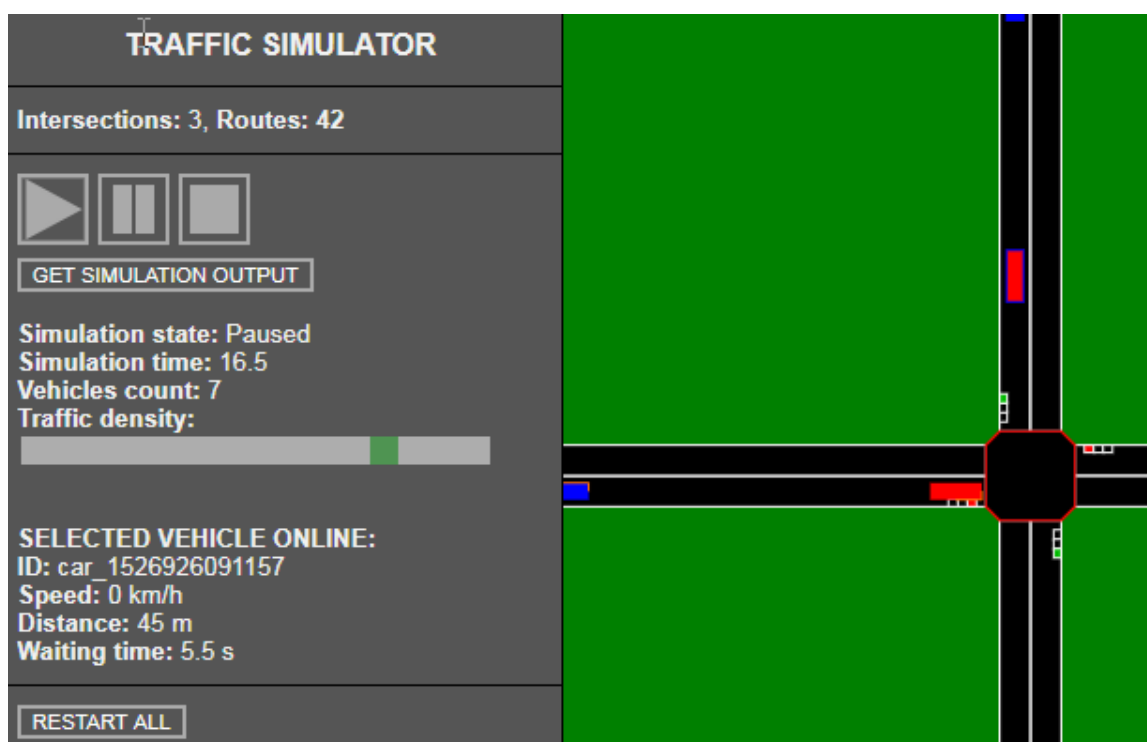 TRAFFIC SIMULATOR
Intersections: 3, Routes: 42
GET SIMULATION OUTPUT
Simulation state: Paused
Simulation time: 16.5
Vehicles count: 7
Traffic density:
SELECTED VEHICLE ONLINE:
ID: car_1526926091157
Speed: 0 km/h
Distance: 45 m
Waiting time: 5.5 s
RESTART ALL